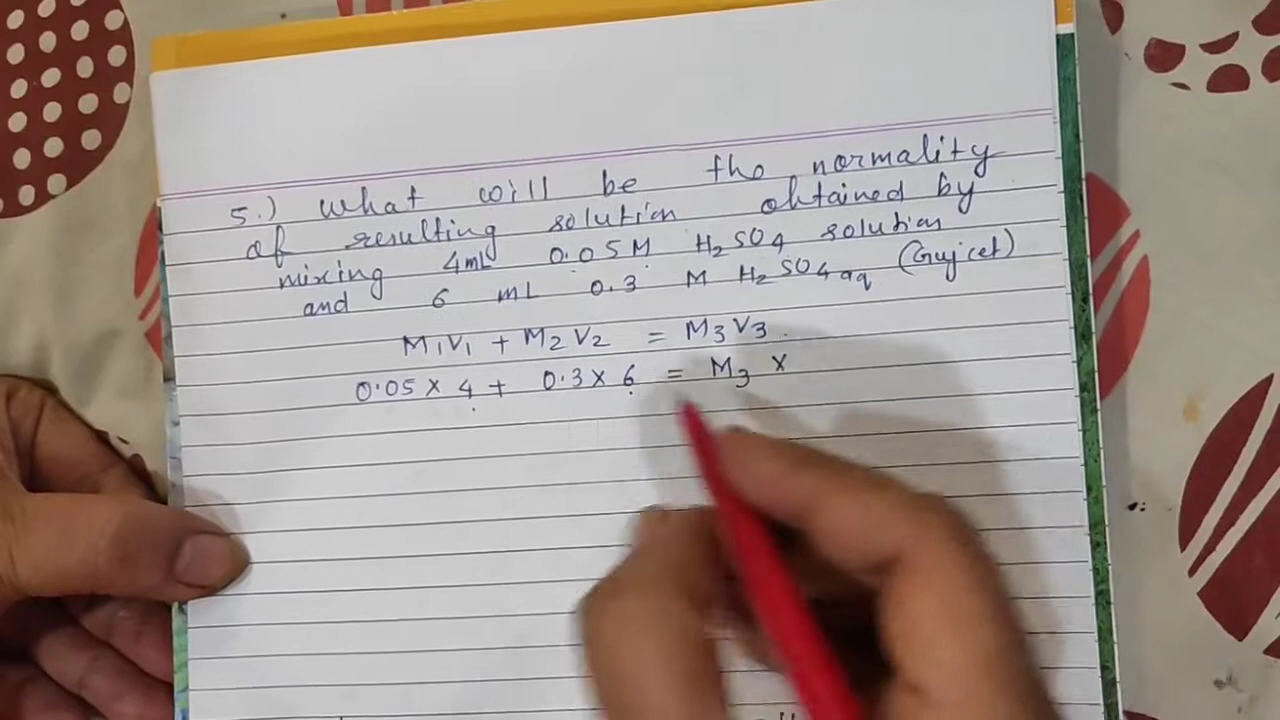 5.) What will be the normality
of resulting solution obtained by
mixing 4mL 0.05M H₂SO₄ solution
and 6 mL 0.3 M H₂SO₄ aq (Gujcet)
M₁V₁ + M₂V₂ = M₃V₃.
0.05 × 4 + 0.3 × 6 = M₃ ×